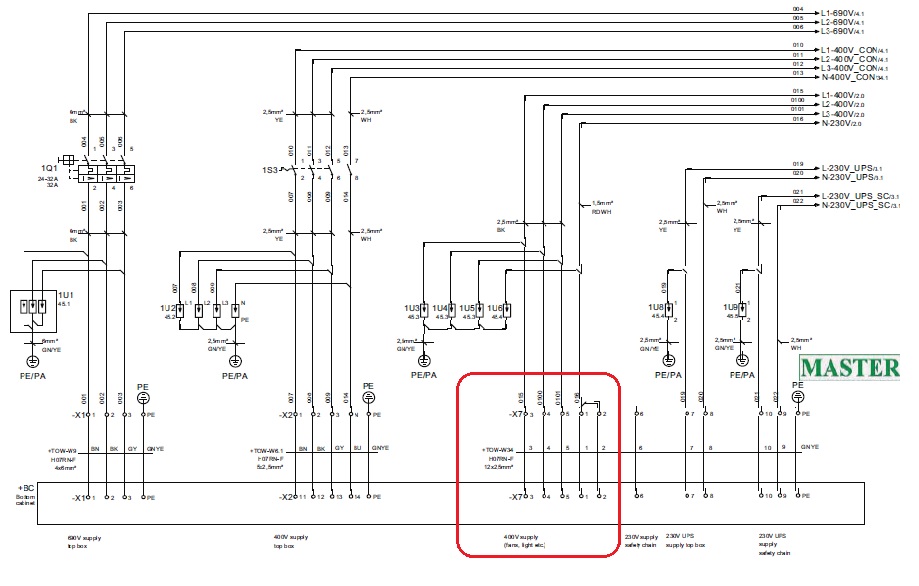 004 L1-690V/4.1
005 L2-690V/4.1
006 L3-690V/4.1
010 L1-400V_CON/4.1
011 L2-400V_CON/4.1
012 L3-400V_CON/4.1
013 N-400V_CON/34.1
015 L1-400V/2.0
0100 L2-400V/2.0
0101 L3-400V/2.0
016 N-230V/2.0
019 L-230V_UPS/3.1
020 N-230V_UPS/3.1
021 L-230V_UPS_SC/3.1
022 N-230V_UPS_SC/3.1
BK 2,5mm² YE 2,5mm² WH
004 005 006 010 011 012 013
1 3 5 1 3 5 7
1Q1 24-32A 32A
2 4 6
1S3
2 4 6 8
001 002 003 007 008 009 014
1,5mm² RDWH
BK 2,5mm² YE 2,5mm² WH 2,5mm² BK 2,5mm² YE 2,5mm² WH 2,5mm² YE
007 008 009 019 021
1U1 45.1
1U2 L1 L2 L3 N PE
1U3 45.3 1U4 45.3 1U5 45.3 1U6 45.4
1U8 45.4 1 2
1U9 45.5 1 2
GN/YE 2,5mm² GN/YE 2,5mm² GN/YE 2,5mm² GN/YE 2,5mm² GN/YE 2,5mm² WH
PE/PA PE/PA PE/PA PE/PA PE/PA
MASTER
PE PE PE
001 002 003 007 008 009 014 015 0100 0101 016 019 020 021 022
-X1 1 2 3 PE -X2 1 2 3 4 PE -X7 3 4 5 1 2 6 7 8 10 9 PE
+TOW-W9 BN BK GY GNYE
H07RN-F
4x6mm²
+TOW-W6.1 BN BK GY BU GNYE
H07RN-F
5x2,5mm²
+TOW-W34 3 4 5 1 2 6 7 8 10 9 GNYE
H07RN-F
12x25mm²
+BC
Bottom cabinet
-X1 1 2 3 PE -X2 11 12 13 14 PE -X7 3 4 5 1 2 6 7 8 10 9 PE
690V supply
top box
400V supply
top box
400V supply
(fans, light etc.)
230V supply
safety chain
230V UPS
supply top box
230V UPS
supply
safety chain